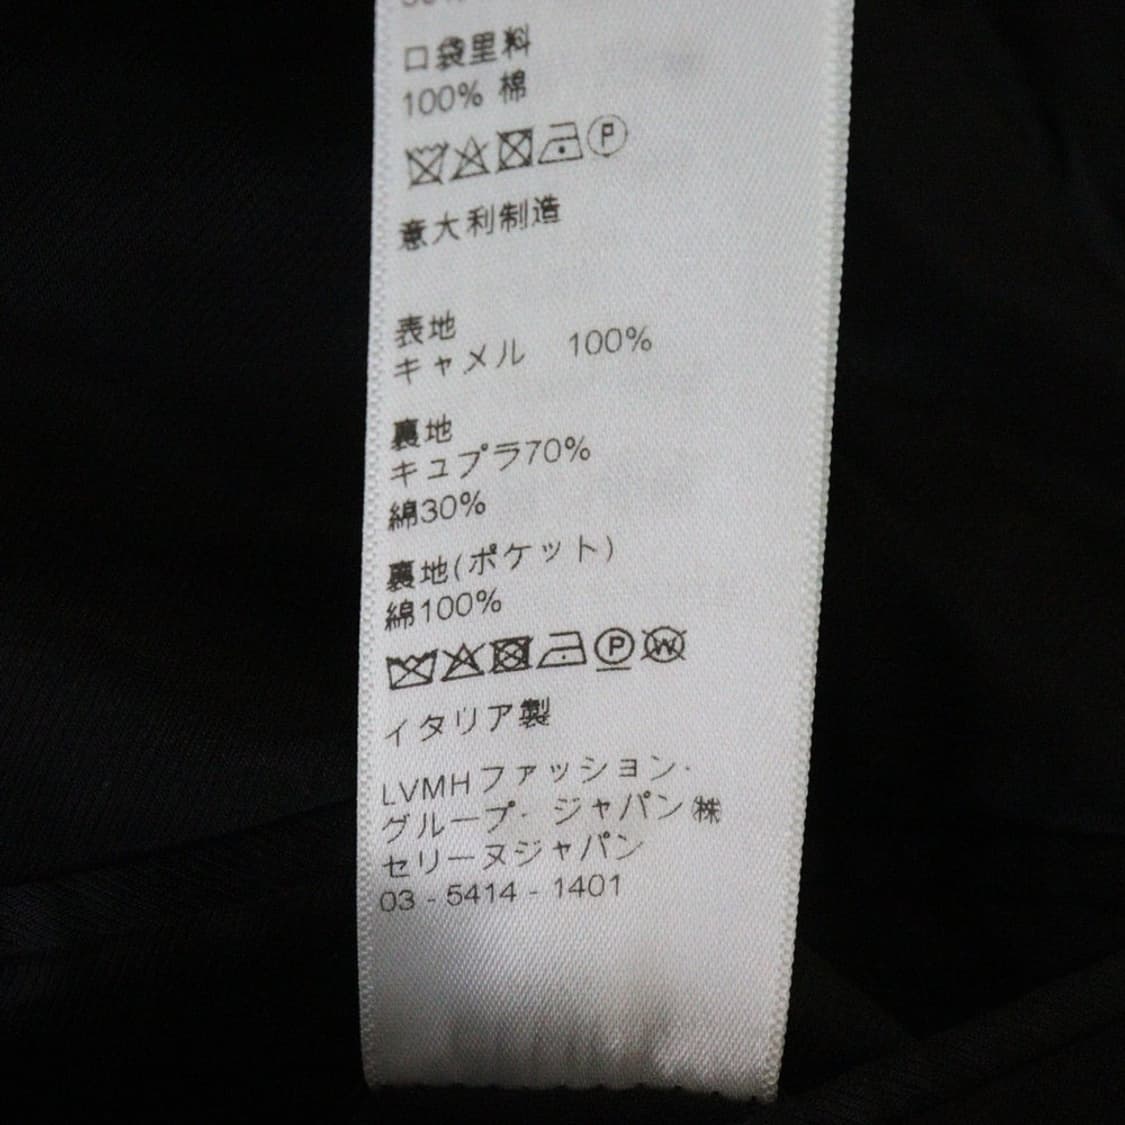 口袋里料
100% 棉
意大利制造
表地
キャメル 100%
裏地
キュプラ70%
綿30%
裏地(ポケット)
綿100%
イタリア製
LVMHファッション・
グループ・ジャパン㈱
セリーヌジャパン
03 - 5414 - 1401